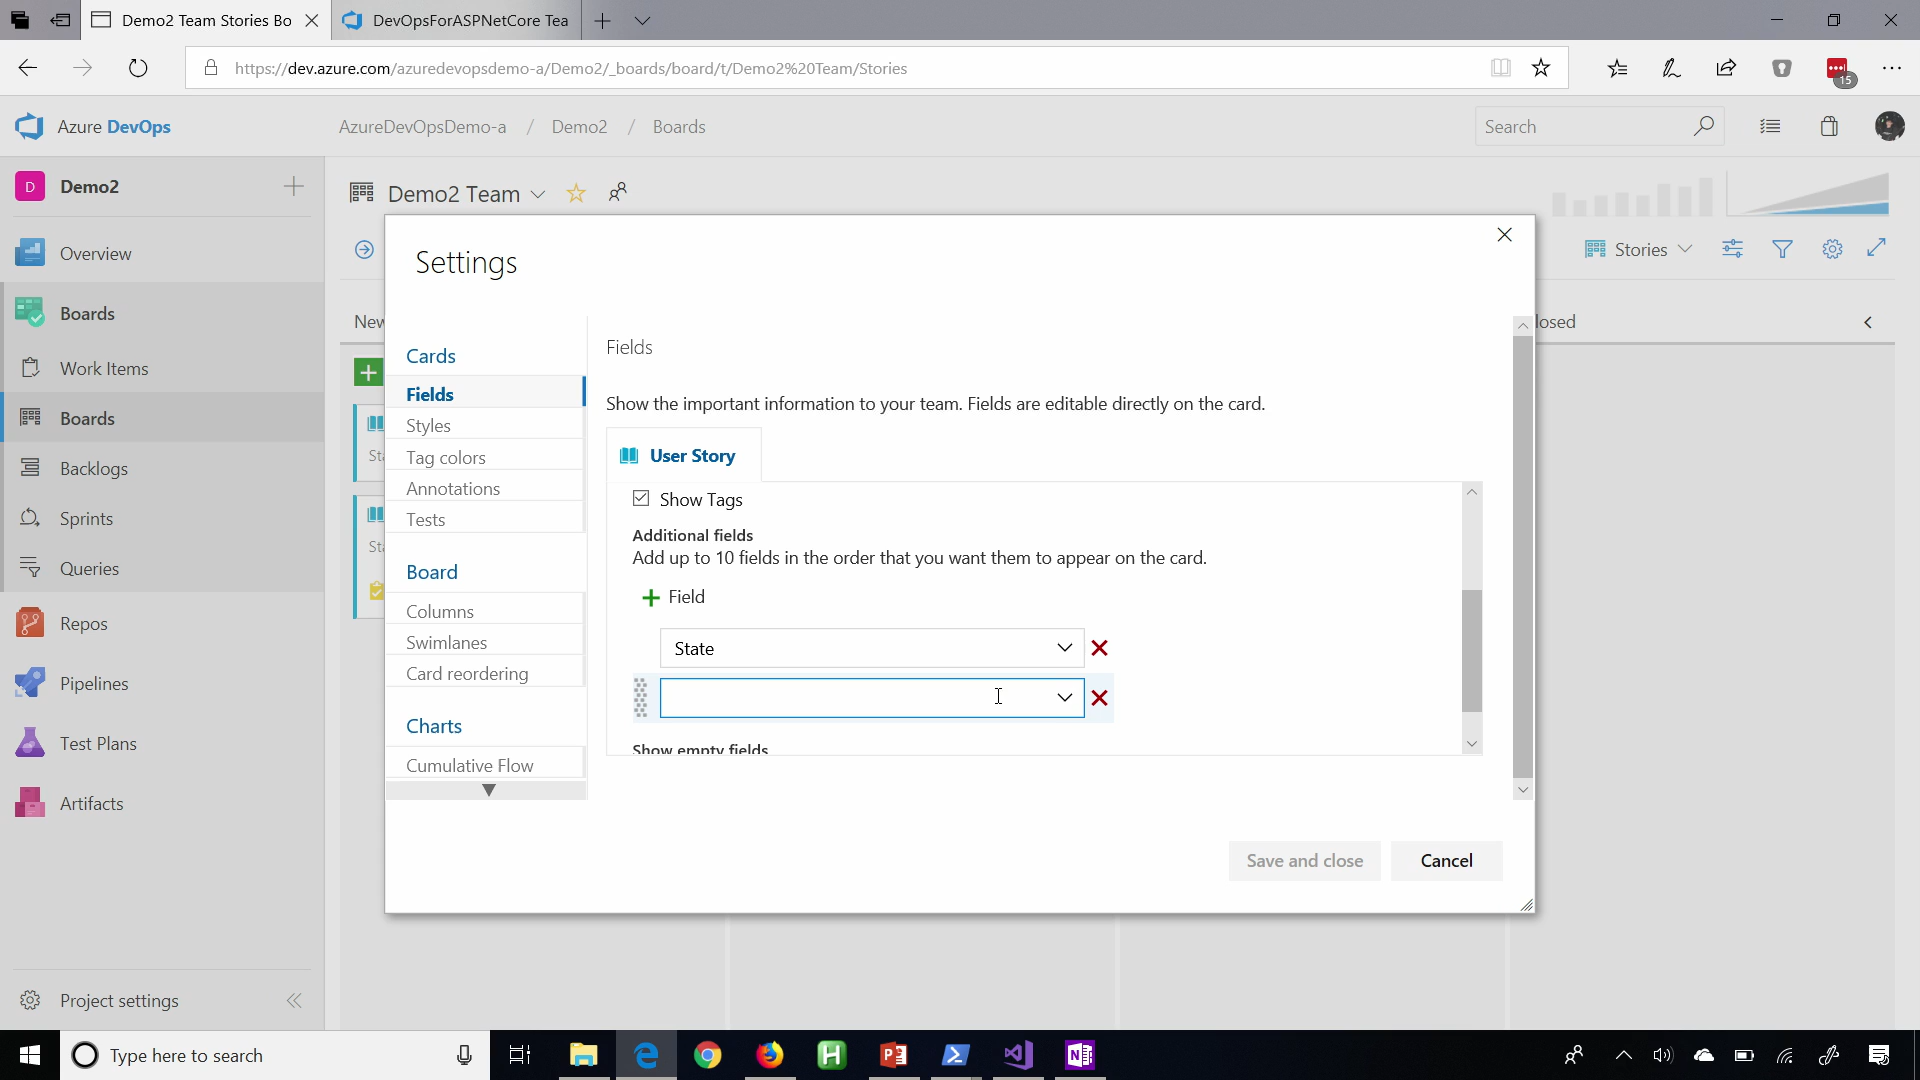 Demo2 Team Stories Bo
DevOpsForASPNetCore Tea
https://dev.azure.com/azuredevopsdemo-a/Demo2/_boards/board/t/Demo2%20Team/Stories
15
Azure DevOps
AzureDevOpsDemo-a / Demo2 / Boards
Search
D Demo2
Overview
Boards
Work Items
Boards
Backlogs
Sprints
Queries
Repos
Pipelines
Test Plans
Artifacts
Project settings
Demo2 Team
Stories
New
losed
Sta
Sta
Settings
Cards
Fields
Styles
Tag colors
Annotations
Tests
Board
Columns
Swimlanes
Card reordering
Charts
Cumulative Flow
Fields
Show the important information to your team. Fields are editable directly on the card.
User Story
Show Tags
Additional fields
Add up to 10 fields in the order that you want them to appear on the card.
Field
State
Show empty fields
Save and close
Cancel
Type here to search